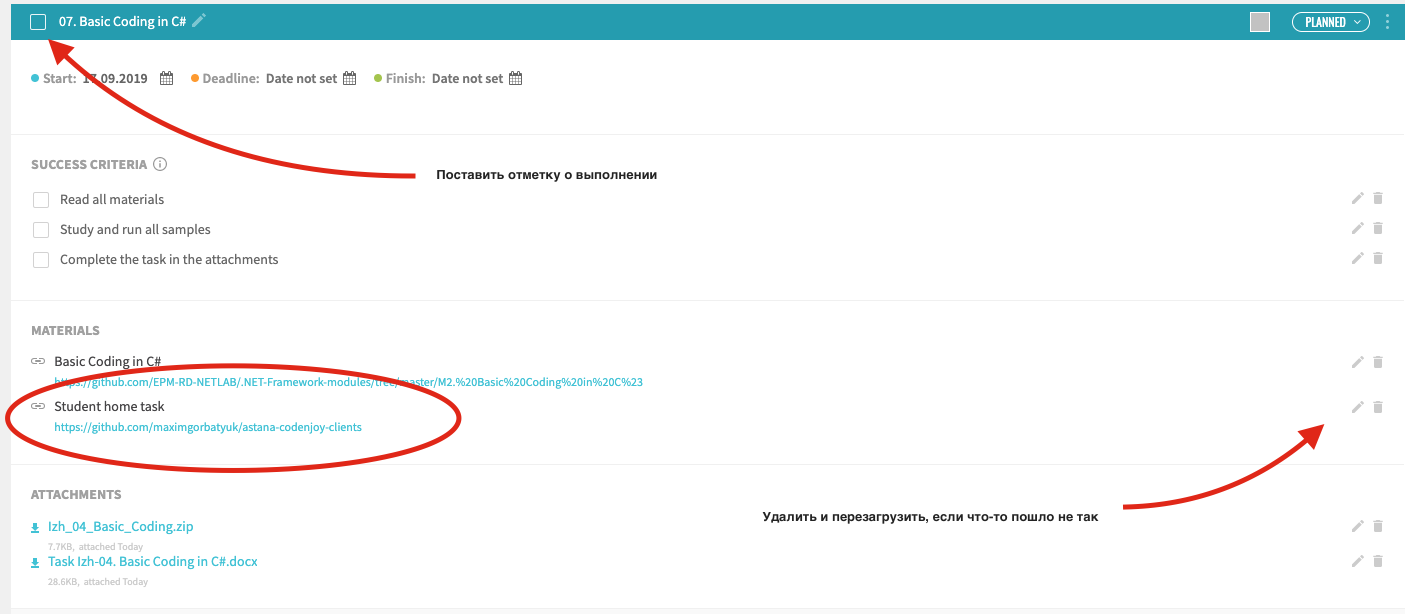 07. Basic Coding in C#
PLANNED
Start: 17.09.2019 Deadline: Date not set Finish: Date not set
SUCCESS CRITERIA
Поставить отметку о выполнении
Read all materials
Study and run all samples
Complete the task in the attachments
MATERIALS
Basic Coding in C#
https://github.com/EPM-RD-NETLAB/.NET-Framework-modules/tree/master/M2.%20Basic%20Coding%20in%20C%23
Student home task
https://github.com/maximgorbatyuk/astana-codenjoy-clients
ATTACHMENTS
Удалить и перезагрузить, если что-то пошло не так
Izh_04_Basic_Coding.zip
7.7KB, attached Today
Task Izh-04. Basic Coding in C#.docx
28.6KB, attached Today